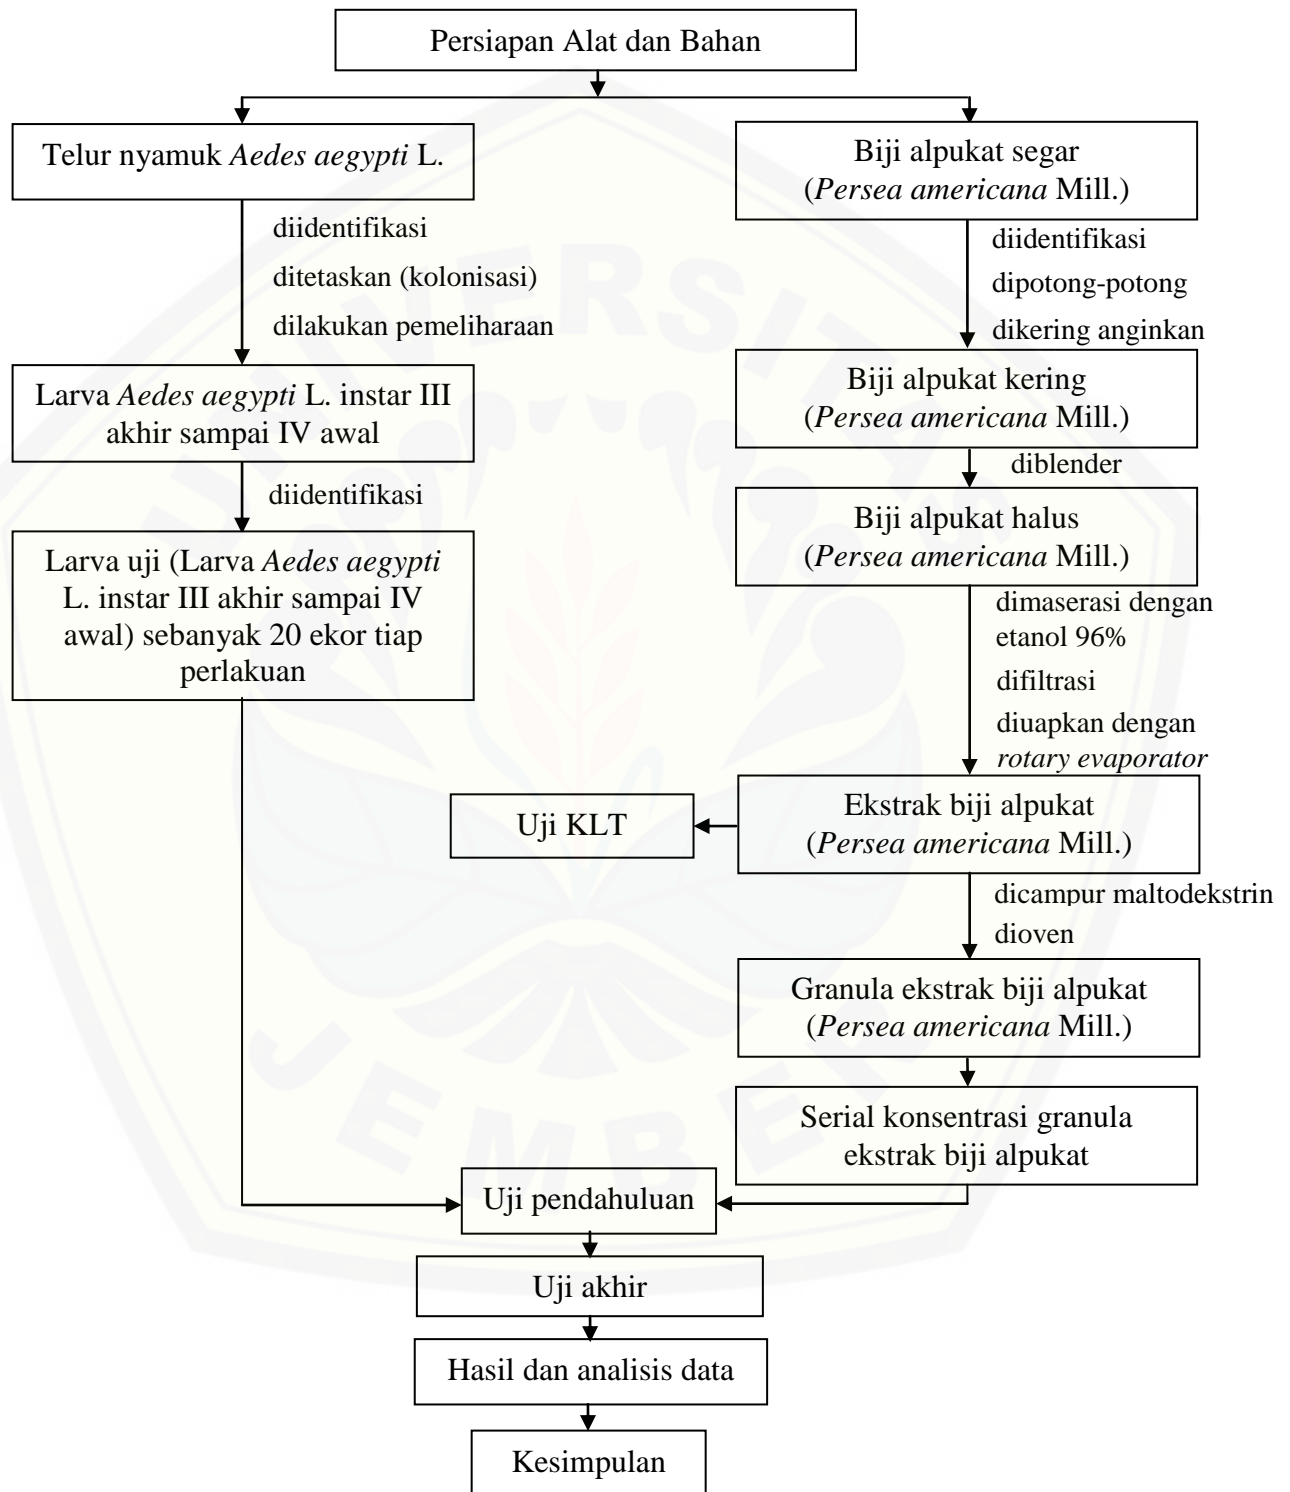 Persiapan Alat dan Bahan
Telur nyamuk Aedes aegypti L.
diidentifikasi
ditetaskan (kolonisasi)
dilakukan pemeliharaan
Larva Aedes aegypti L. instar III
akhir sampai IV awal
diidentifikasi
Larva uji (Larva Aedes aegypti
L. instar III akhir sampai IV
awal) sebanyak 20 ekor tiap
perlakuan
Biji alpukat segar
(Persea americana Mill.)
diidentifikasi
dipotong-potong
dikering anginkan
Biji alpukat kering
(Persea americana Mill.)
diblender
Biji alpukat halus
(Persea americana Mill.)
dimaserasi dengan
etanol 96%
difiltrasi
diuapkan dengan
rotary evaporator
Ekstrak biji alpukat
(Persea americana Mill.)
Uji KLT
dicampur maltodekstrin
dioven
Granula ekstrak biji alpukat
(Persea americana Mill.)
Serial konsentrasi granula
ekstrak biji alpukat
Uji pendahuluan
Uji akhir
Hasil dan analisis data
Kesimpulan
UNIVERSITAS
JEMBER